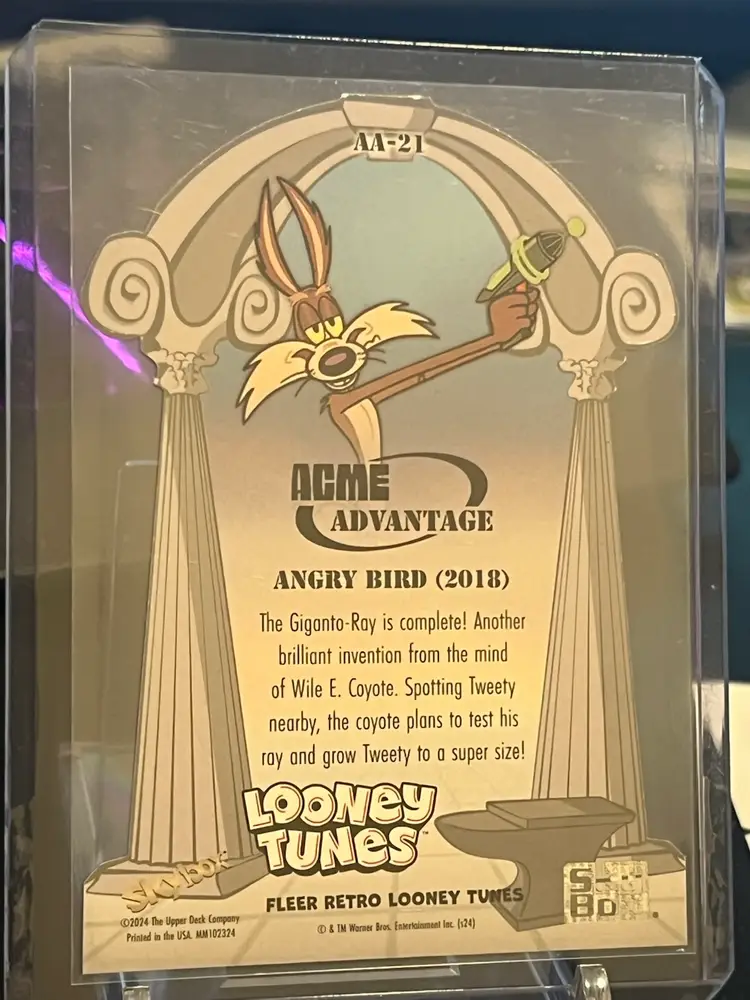 AA-21
ACME
ADVANTAGE
ANGRY BIRD (2018)
The Giganto-Ray is complete! Another
brilliant invention from the mind
of Wile E. Coyote. Spotting Tweety
nearby, the coyote plans to test his
ray and grow Tweety to a super size!
LOONEY
TUNES™
Skybox
FLEER RETRO LOONEY TUNES
©2024 The Upper Deck Company
Printed in the USA. MM102324
© & TM Warner Bros. Entertainment Inc. (s24)